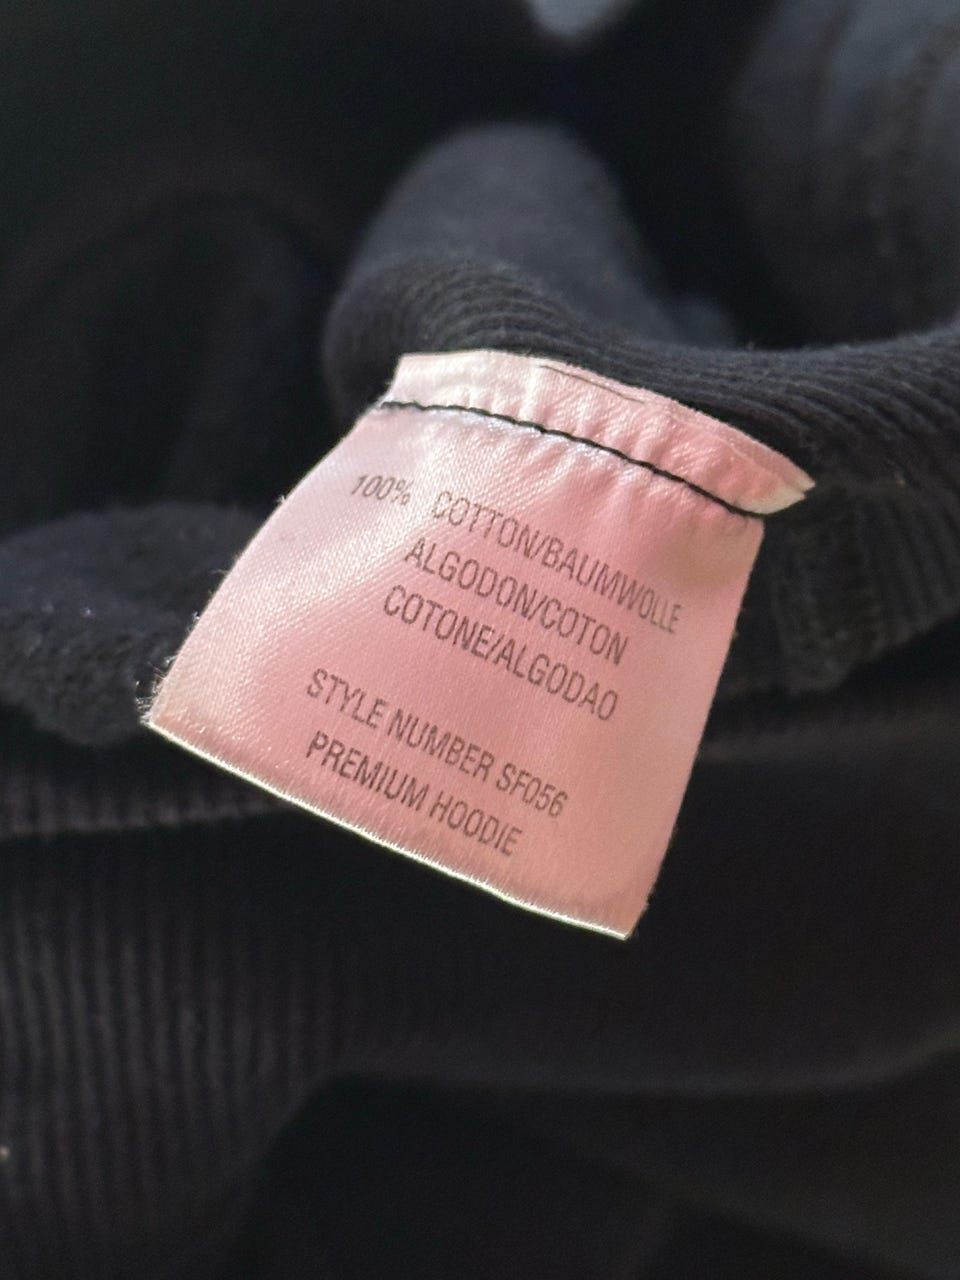 100% COTTON/BAUMWOLLE
ALGODON/COTON
COTONE/ALGODAO
STYLE NUMBER SF056
PREMIUM HOODIE